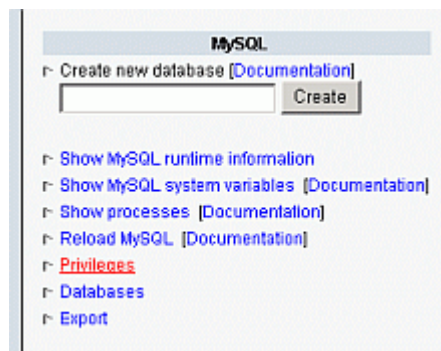 MySQL
Create new database [Documentation]
Create
Show MySQL runtime information
Show MySQL system variables [Documentation]
Show processes [Documentation]
Reload MySQL [Documentation]
Privileges
Databases
Export